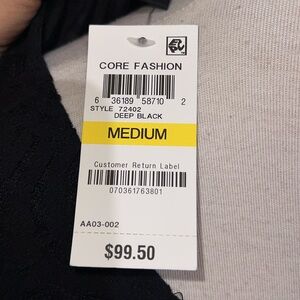 CORE FASHION
6 36189 58710 2
STYLE 72402
DEEP BLACK
MEDIUM
Customer Return Label
070361763801
AA03-002
$99.50